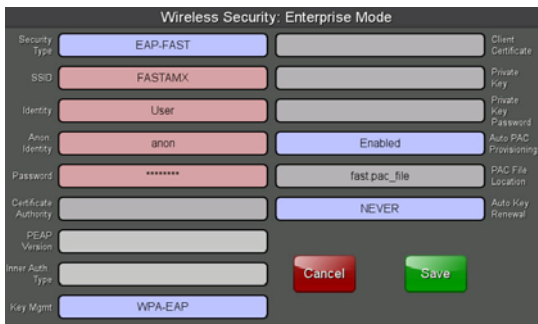 Wireless Security: Enterprise Mode
Security
Type
EAP-FAST
SSID
FASTAMX
Identity
User
Anon.
Identity
anon
Password
********
Certificate
Authority
PEAP
Version
Inner Auth.
Type
Key Mgmt
WPA-EAP
Client
Certificate
Private
Key
Private
Key
Password
Enabled
Auto PAC
Provisioning
fast.pac_file
PAC File
Location
NEVER
Auto Key
Renewal
Cancel
Save